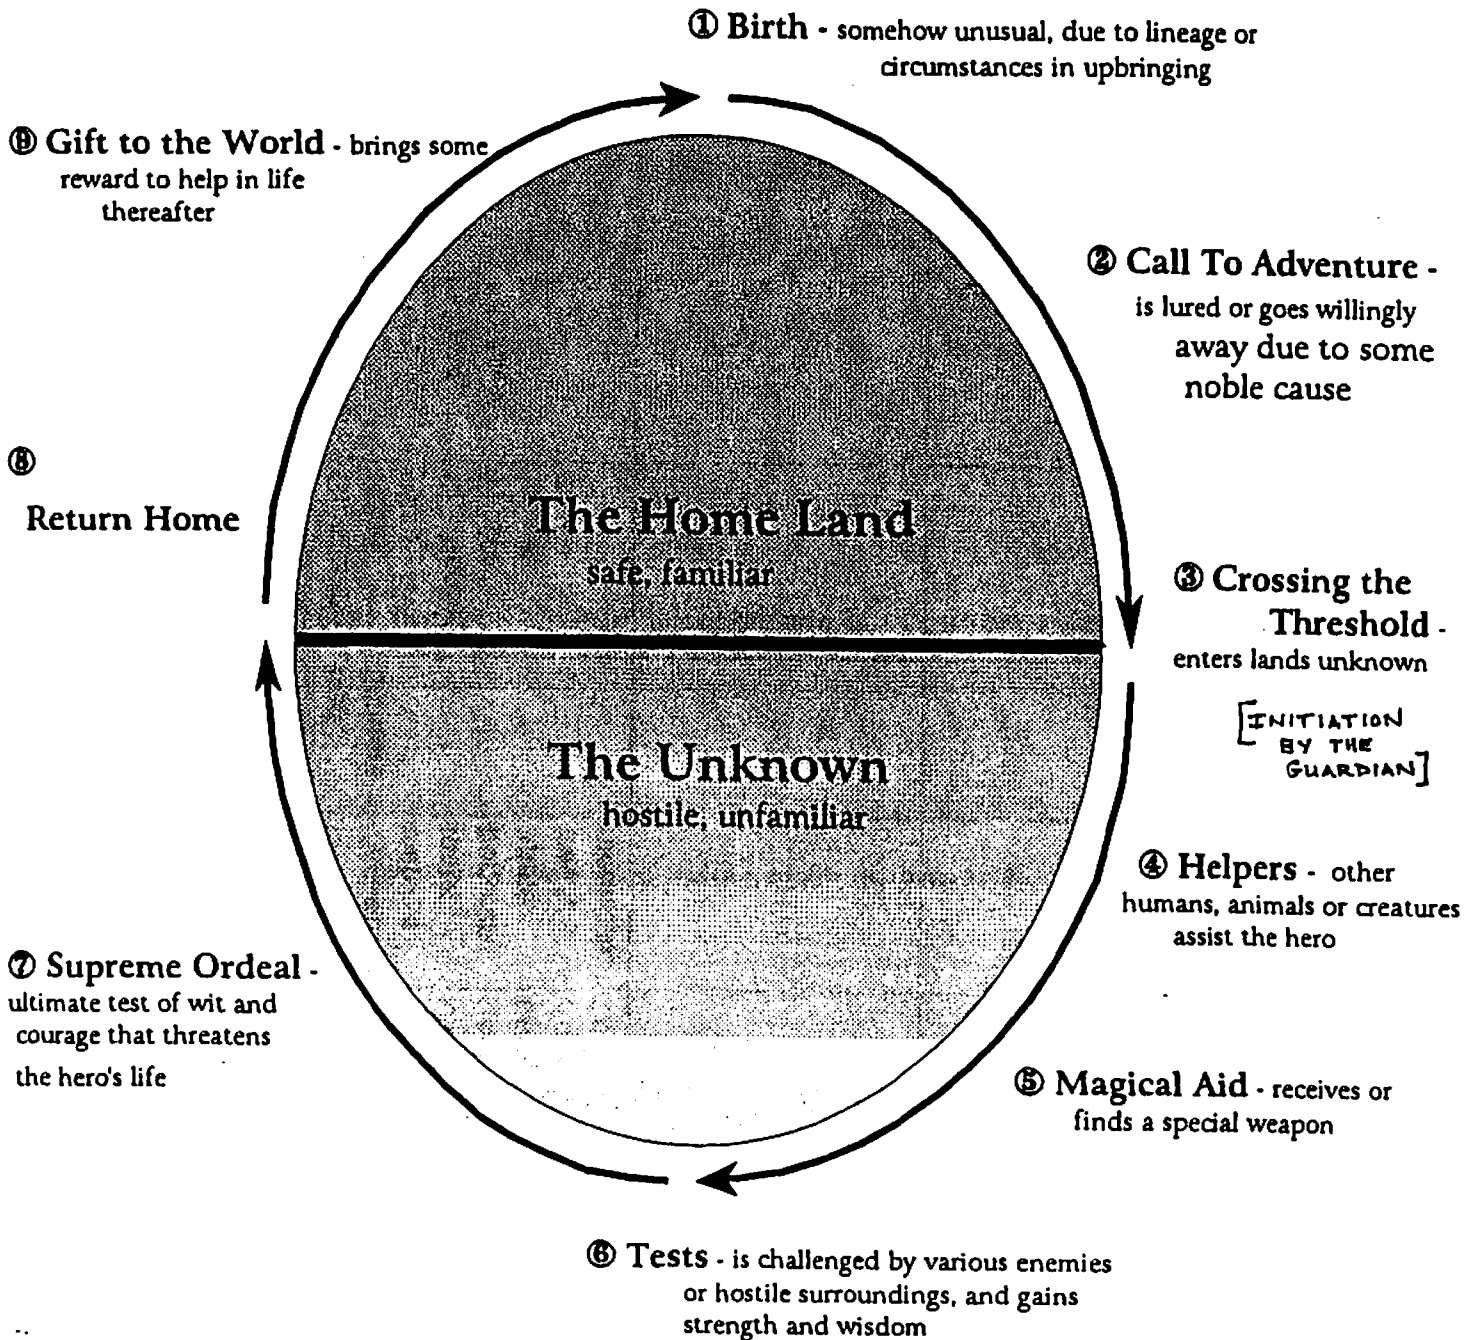 ① Birth - somehow unusual, due to lineage or
circumstances in upbringing
② Call To Adventure -
is lured or goes willingly
away due to some
noble cause
③ Crossing the
Threshold -
enters lands unknown
[INITIATION
BY THE
GUARDIAN]
④ Helpers - other
humans, animals or creatures
assist the hero
⑤ Magical Aid - receives or
finds a special weapon
⑥ Tests - is challenged by various enemies
or hostile surroundings, and gains
strength and wisdom
⑦ Supreme Ordeal -
ultimate test of wit and
courage that threatens
the hero's life
⑧
Return Home
⑨ Gift to the World - brings some
reward to help in life
thereafter
The Home Land
safe, familiar
The Unknown
hostile, unfamiliar